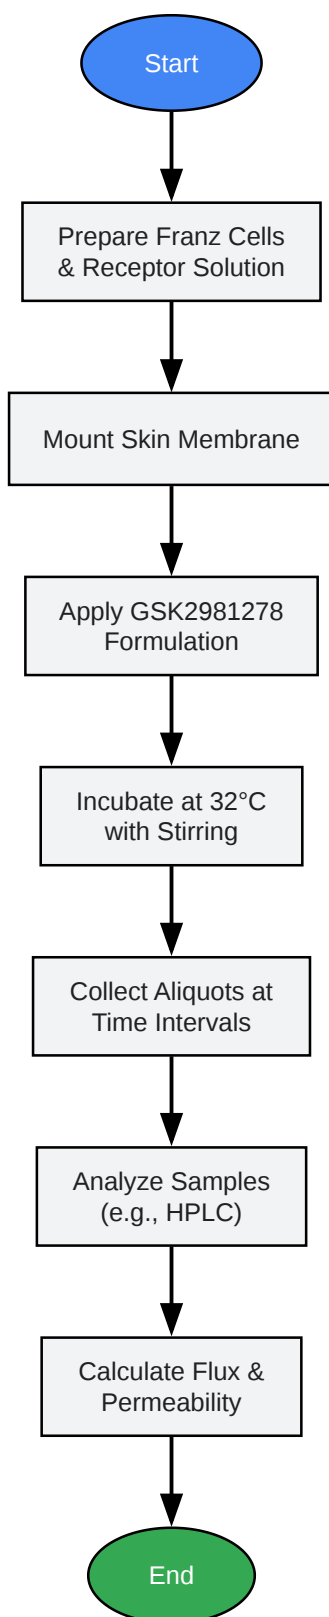 Start
Prepare Franz Cells
& Receptor Solution
Mount Skin Membrane
Apply GSK2981278
Formulation
Incubate at 32°C
with Stirring
Collect Aliquots at
Time Intervals
Analyze Samples
(e.g., HPLC)
Calculate Flux &
Permeability
End